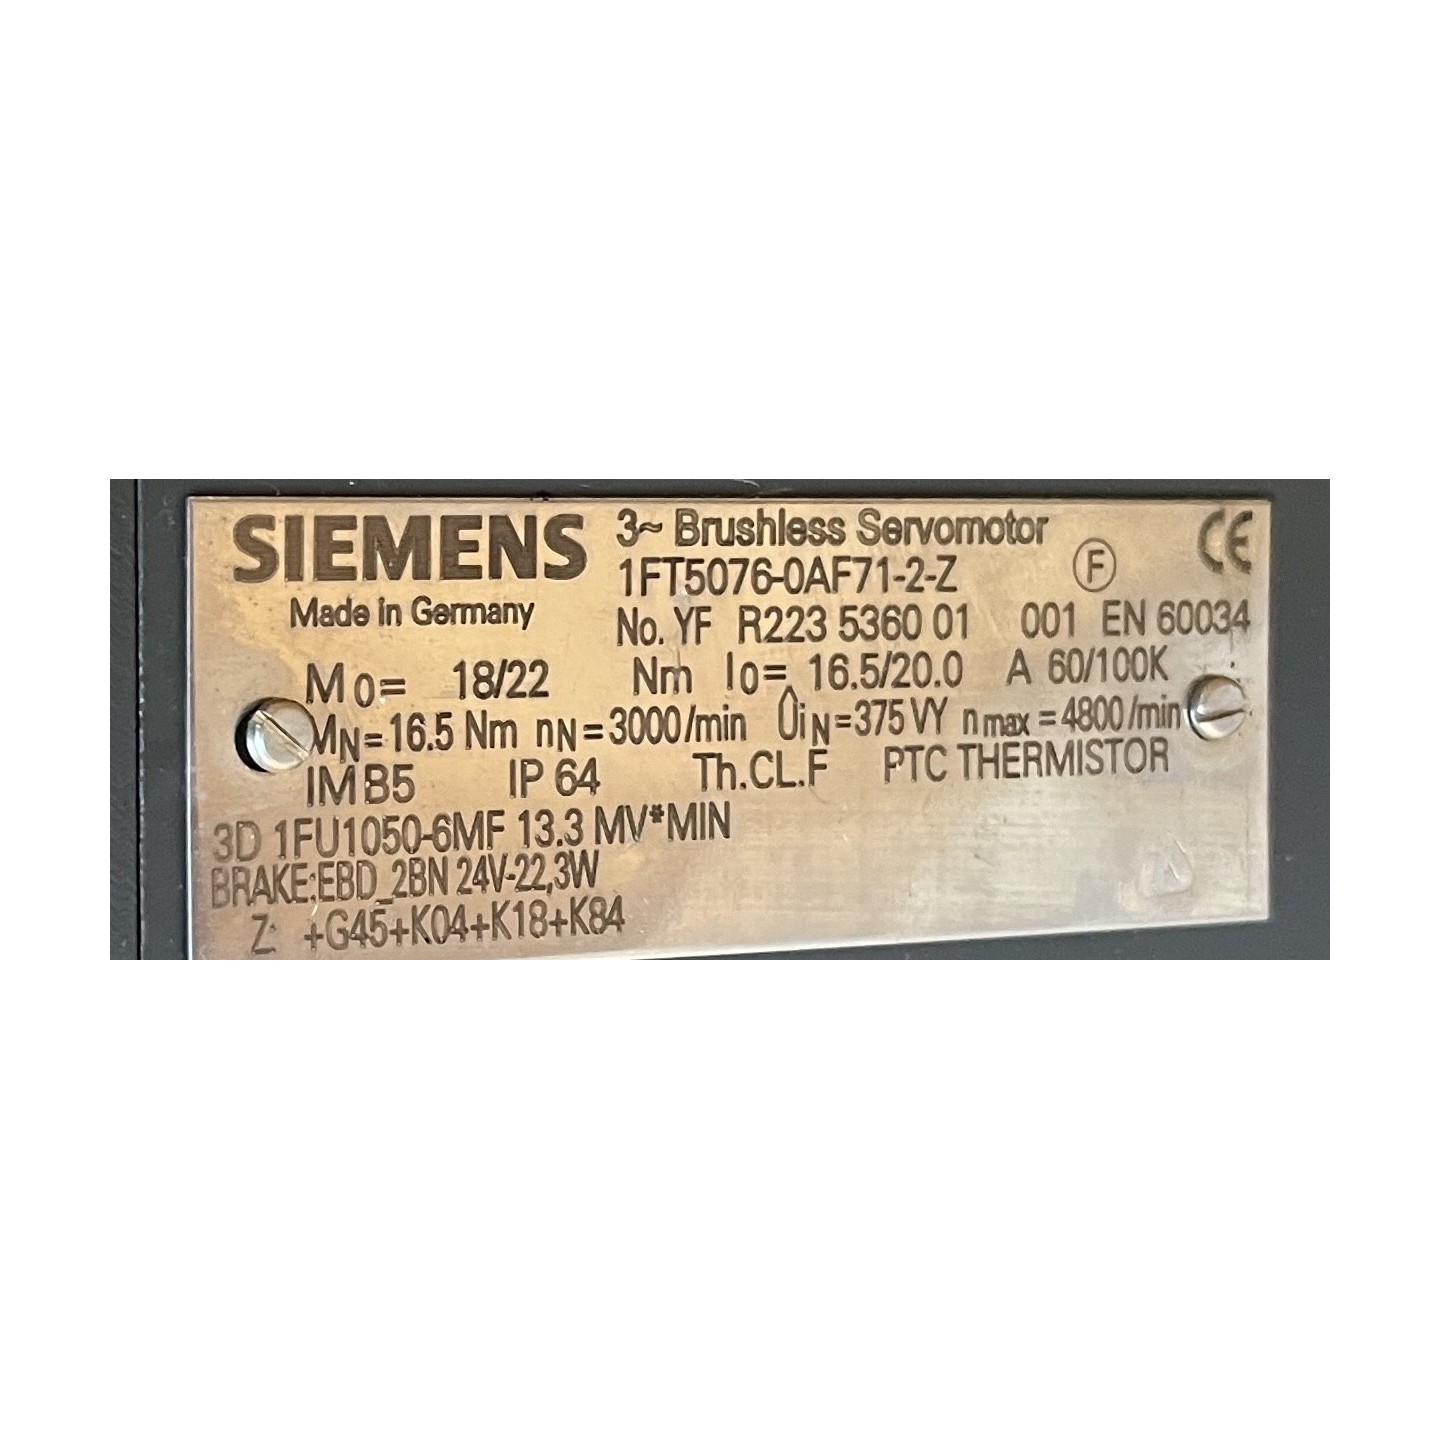 SIEMENS
3~ Brushless Servomotor
CE
1FT5076-0AF71-2-Z
F
Made in Germany
No. YF R223 5360 01 001 EN 60034
M0= 18/22 Nm I0= 16.5/20.0 A 60/100K
MN=16.5 Nm nN=3000/min ÛiN=375VY nmax=4800/min
IM B5 IP 64 Th.CL.F PTC THERMISTOR
3D 1FU1050-6MF 13.3 MV*MIN
BRAKE:EBD_2BN 24V-22,3W
Z: +G45+K04+K18+K84